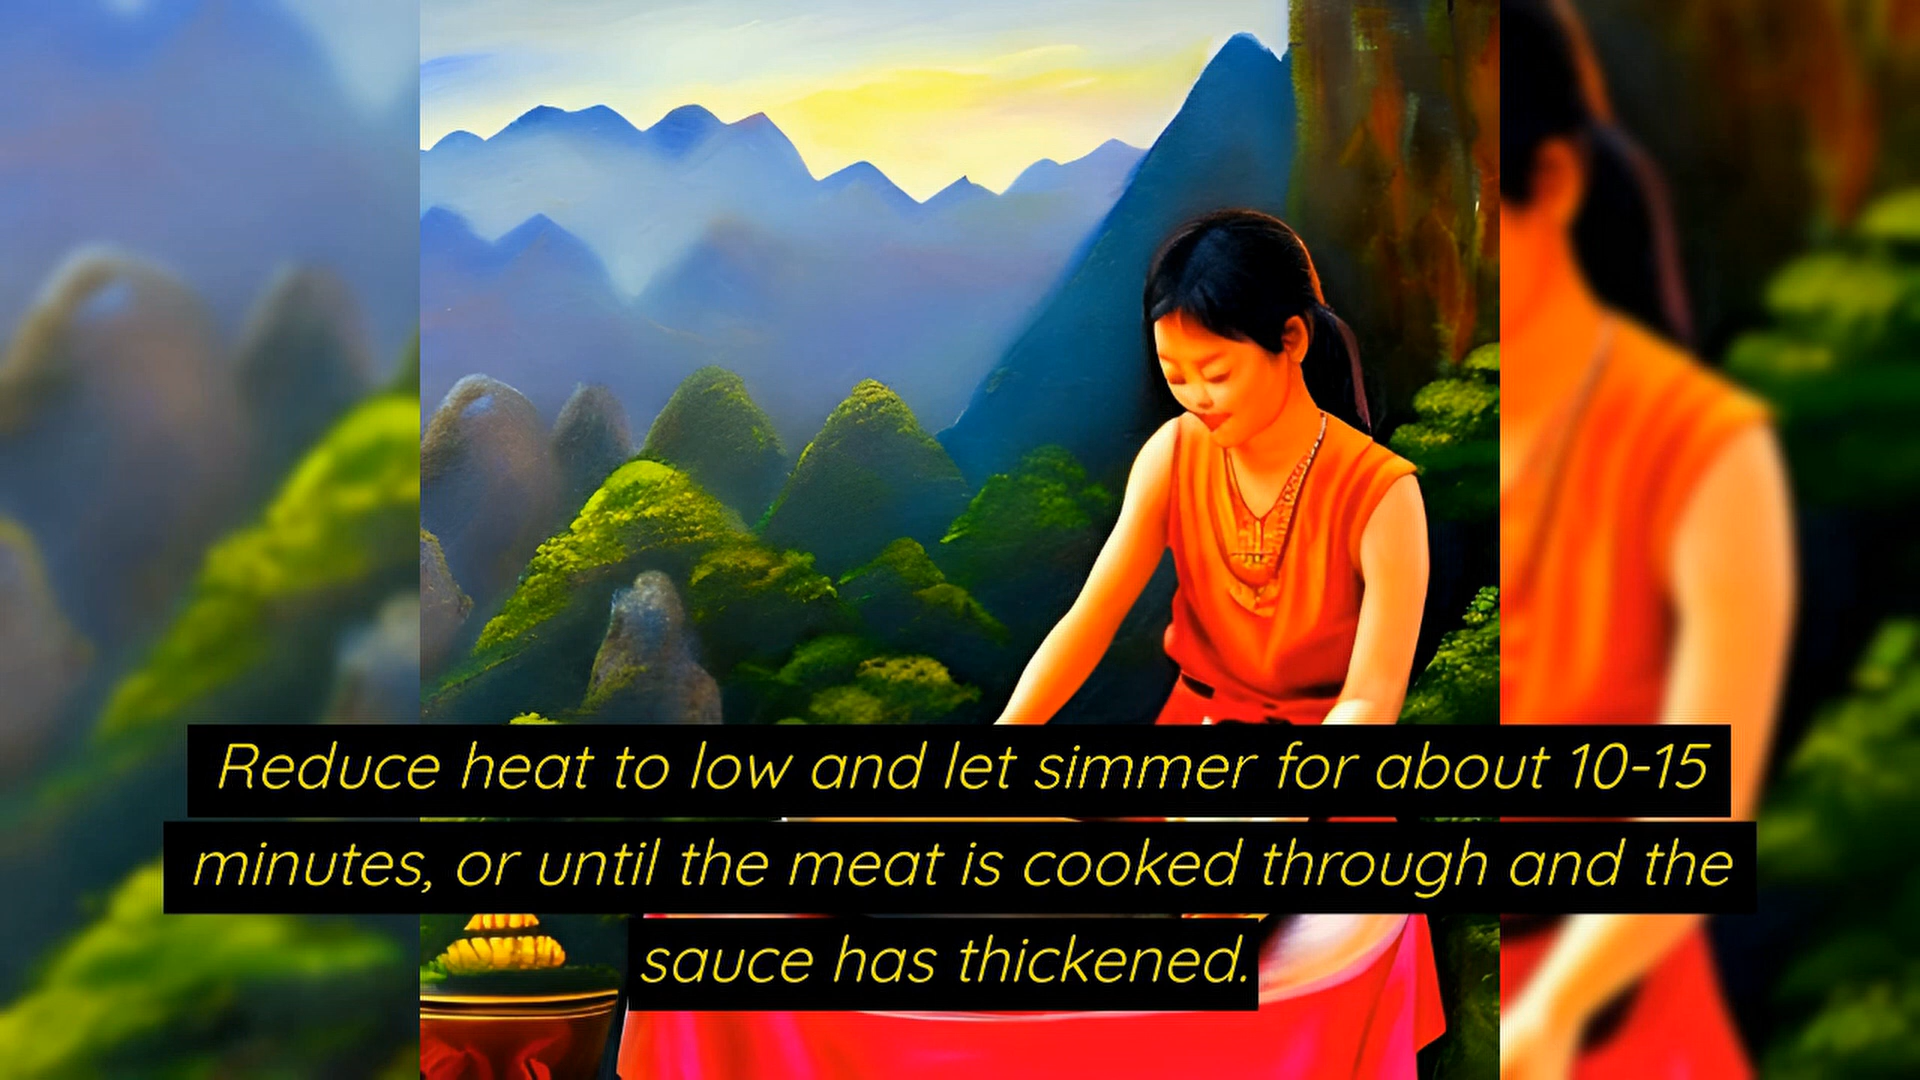 Reduce heat to low and let simmer for about 10-15
minutes, or until the meat is cooked through and the
sauce has thickened.